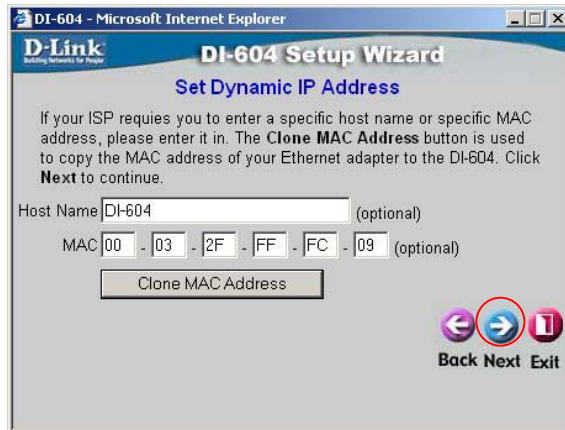 DI-604 - Microsoft Internet Explorer
D-Link
Building Networks for People
DI-604 Setup Wizard
Set Dynamic IP Address
If your ISP requies you to enter a specific host name or specific MAC
address, please enter it in. The Clone MAC Address button is used
to copy the MAC address of your Ethernet adapter to the DI-604. Click
Next to continue.
Host Name DI-604 (optional)
MAC 00 - 03 - 2F - FF - FC - 09 (optional)
Clone MAC Address
Back Next Exit